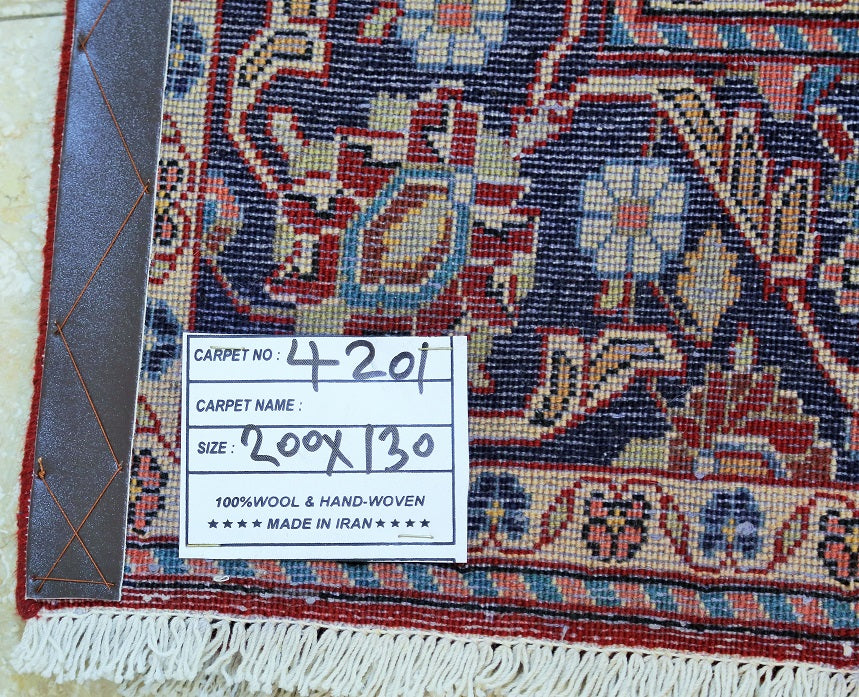 CARPET NO : 4201
CARPET NAME :
SIZE : 200X130
100%WOOL & HAND-WOVEN
★★★★ MADE IN IRAN ★★★★